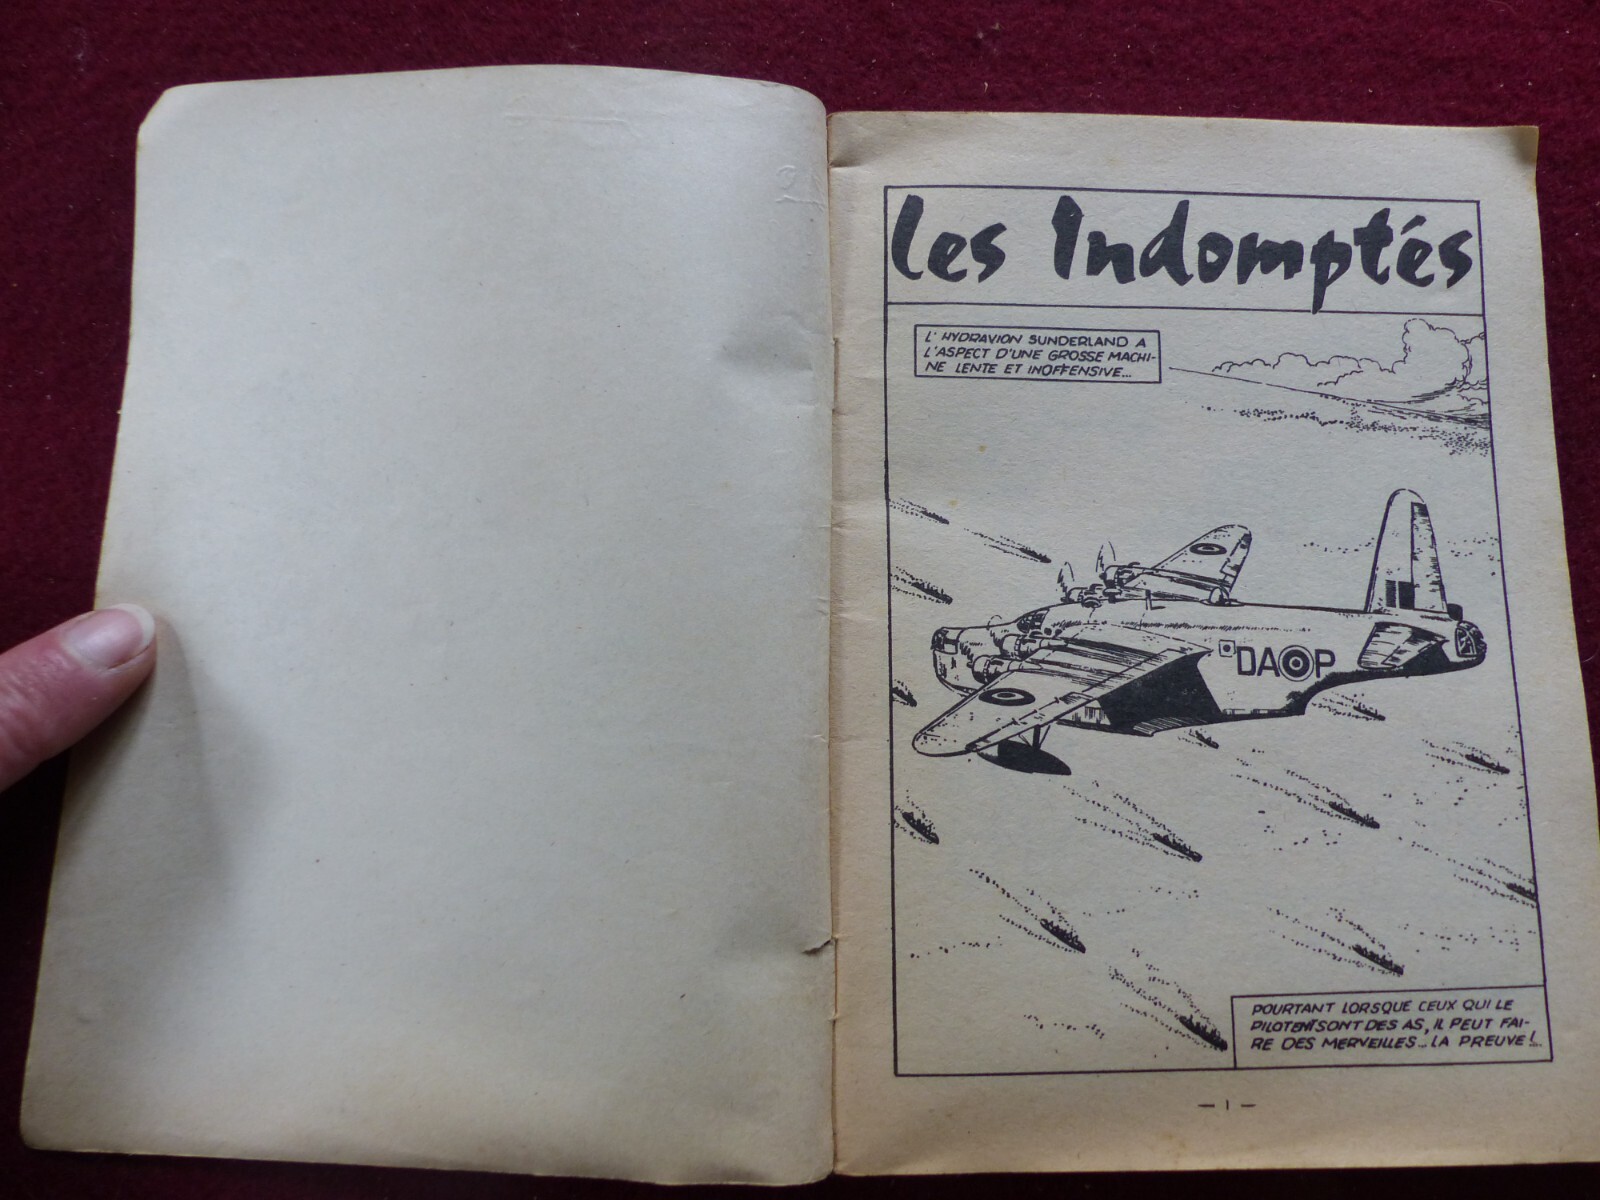 Les Indomptés
L'HYDRAVION SUNDERLAND A
L'ASPECT D'UNE GROSSE MACHI-
NE LENTE ET INOFFENSIVE...
DA P
POURTANT LORSQUE CEUX QUI LE
PILOTENT SONT DES AS, IL PEUT FAI-
RE DES MERVEILLES... LA PREUVE !...
— 1 —